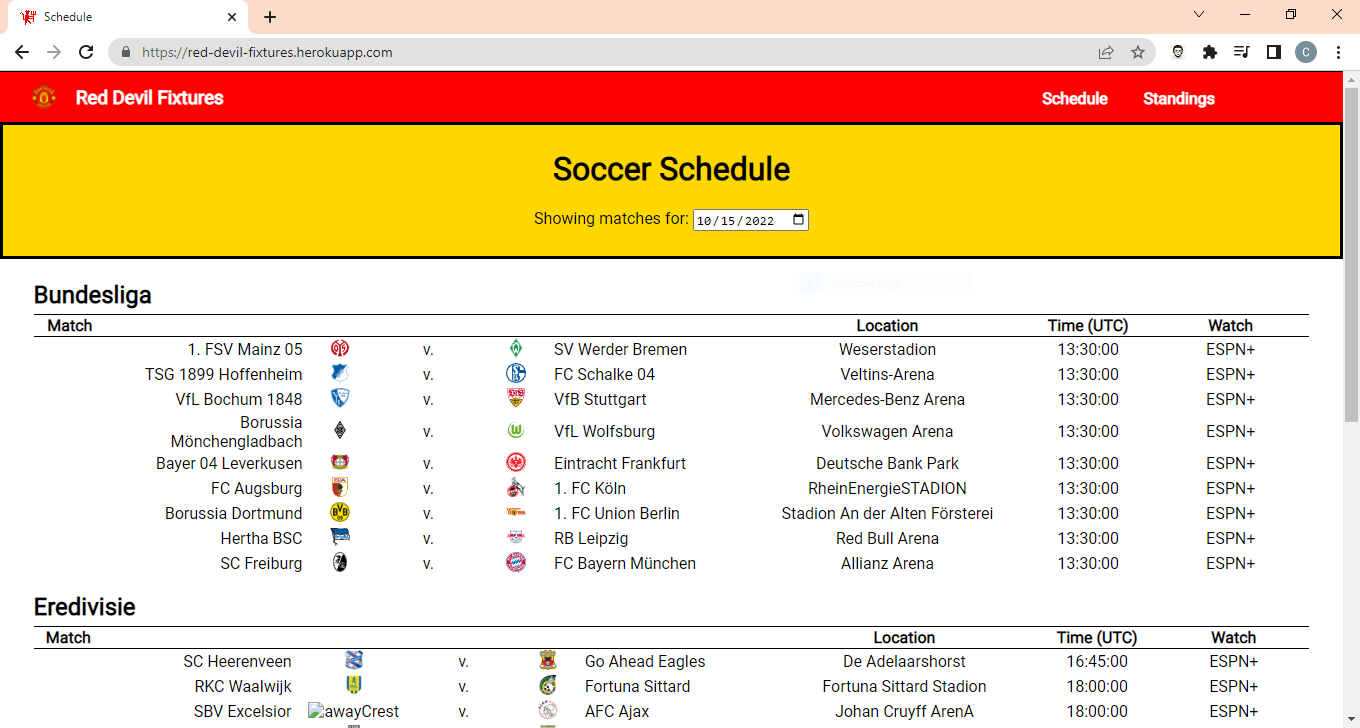 Schedule
https://red-devil-fixtures.herokuapp.com
C
Red Devil Fixtures Schedule Standings
Soccer Schedule
Showing matches for: 10/15/2022
Bundesliga
Match Location Time (UTC) Watch
1. FSV Mainz 05 v. SV Werder Bremen Weserstadion 13:30:00 ESPN+
TSG 1899 Hoffenheim v. FC Schalke 04 Veltins-Arena 13:30:00 ESPN+
VfL Bochum 1848 v. VfB Stuttgart Mercedes-Benz Arena 13:30:00 ESPN+
Borussia
Mönchengladbach v. VfL Wolfsburg Volkswagen Arena 13:30:00 ESPN+
Bayer 04 Leverkusen v. Eintracht Frankfurt Deutsche Bank Park 13:30:00 ESPN+
FC Augsburg v. 1. FC Köln RheinEnergieSTADION 13:30:00 ESPN+
Borussia Dortmund v. 1. FC Union Berlin Stadion An der Alten Försterei 13:30:00 ESPN+
Hertha BSC v. RB Leipzig Red Bull Arena 13:30:00 ESPN+
SC Freiburg v. FC Bayern München Allianz Arena 13:30:00 ESPN+
Eredivisie
Match Location Time (UTC) Watch
SC Heerenveen v. Go Ahead Eagles De Adelaarshorst 16:45:00 ESPN+
RKC Waalwijk v. Fortuna Sittard Fortuna Sittard Stadion 18:00:00 ESPN+
SBV Excelsior awayCrest v. AFC Ajax Johan Cruyff ArenA 18:00:00 ESPN+